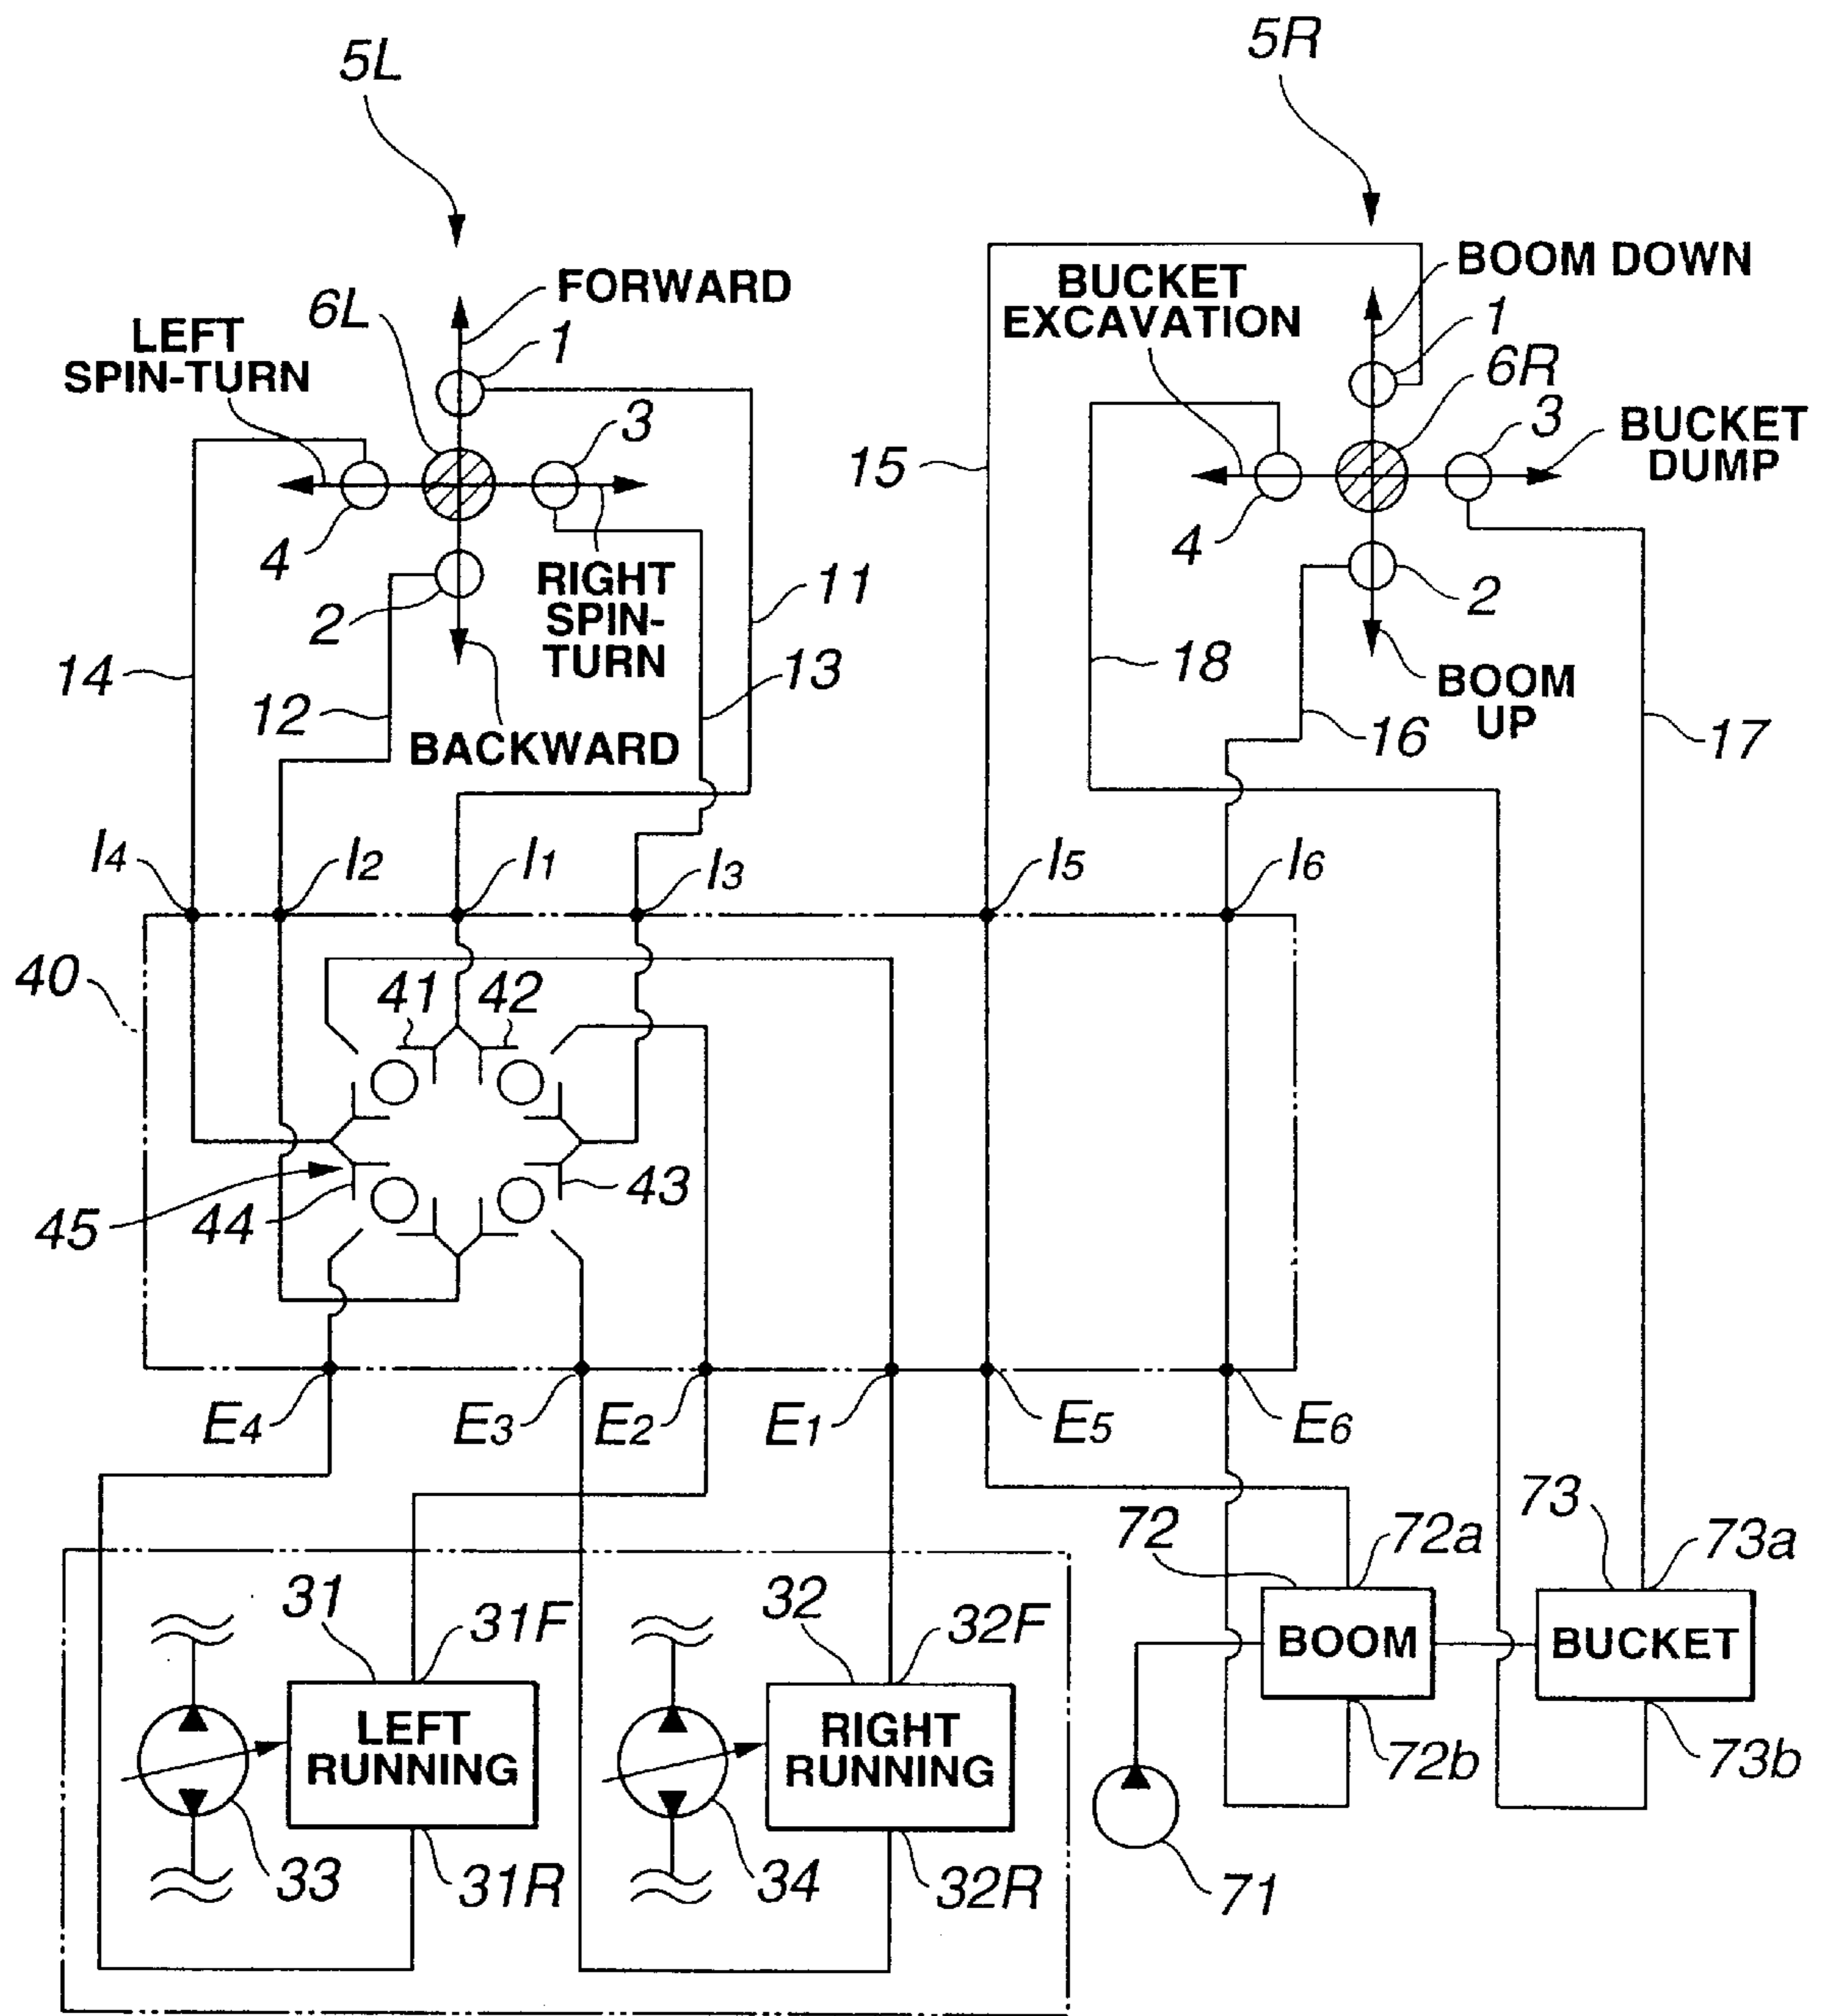 5L
5R
FORWARD
BOOM DOWN
BUCKET
EXCAVATION
6L
1
1
LEFT
SPIN-TURN
6R
3
3
BUCKET
DUMP
15
4
4
RIGHT
SPIN-
TURN
11
2
2
14
13
18
BOOM
UP
12
BACKWARD
16
17
I4
I2
I1
I3
I5
I6
40
41
42
43
45
44
E4
E3
E2
E1
E5
E6
72
72a
73
73a
31
31F
32
32F
BOOM
BUCKET
LEFT
RUNNING
RIGHT
RUNNING
72b
73b
33
31R
34
32R
71